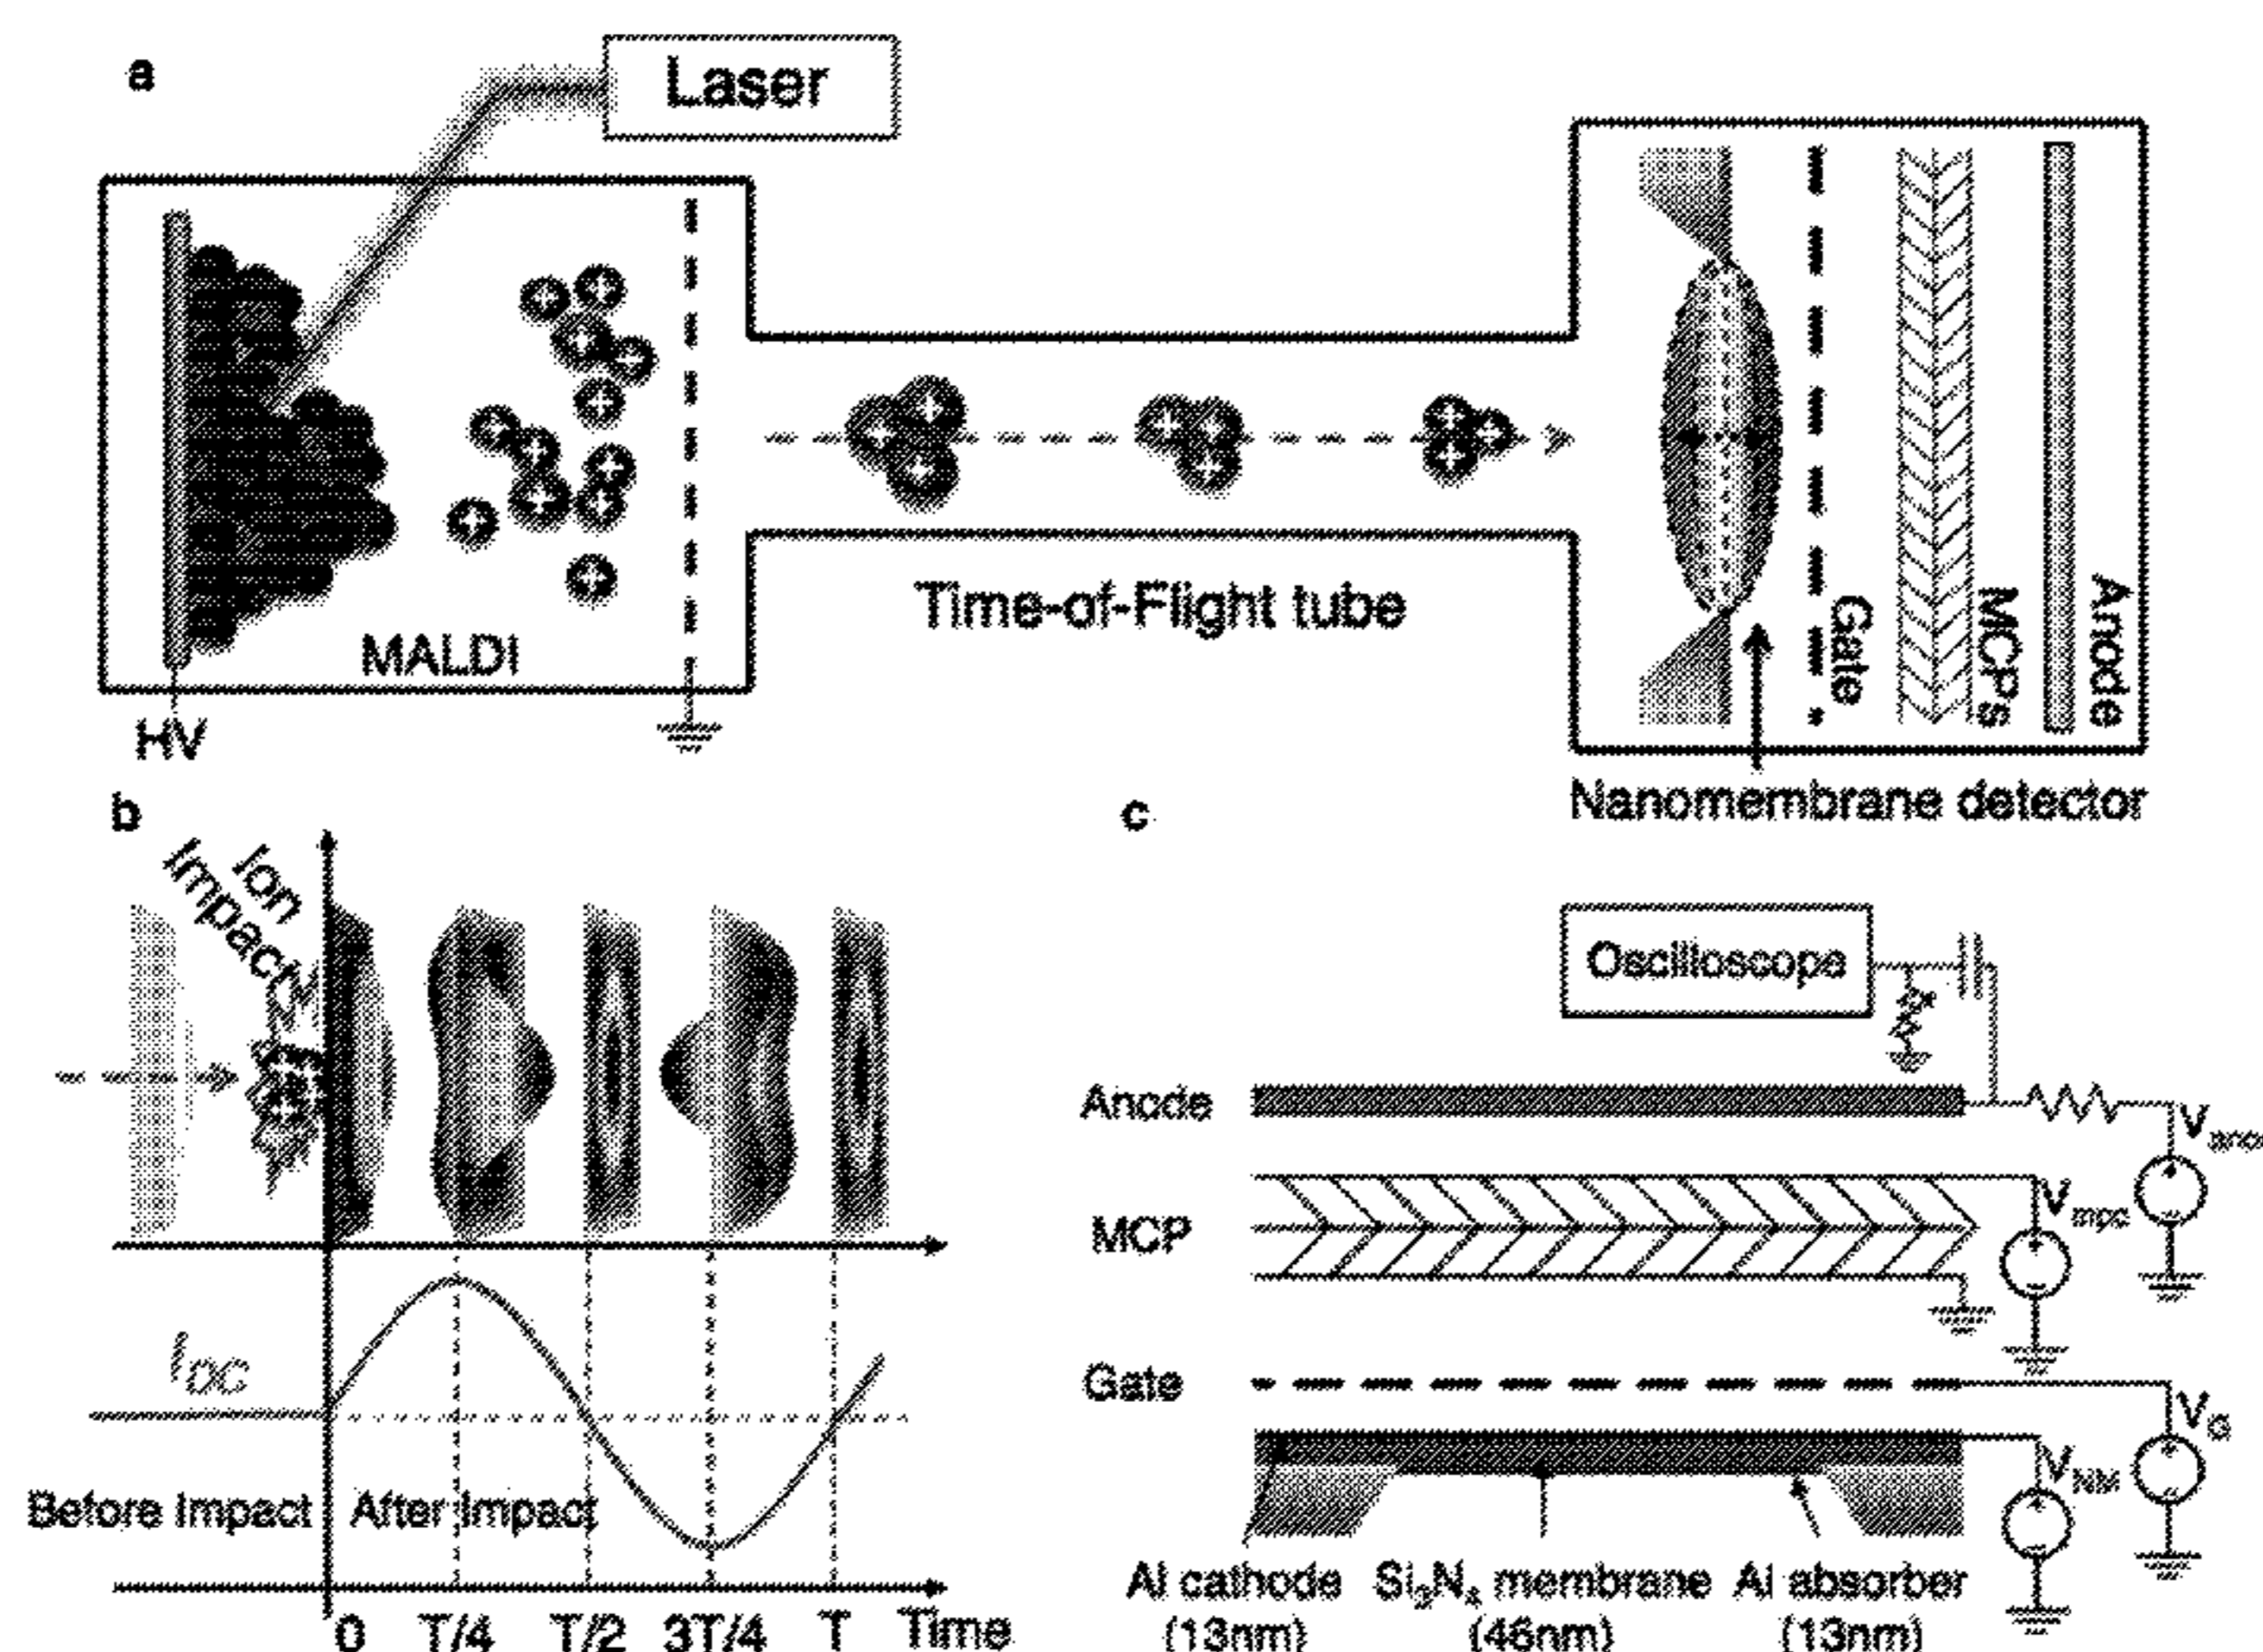 a
Laser
MALDI
HV
Time-of-Flight tube
Gate
MCPs
Anode
Nanomembrane detector
b
Ion
Impact
I_DC
Before Impact
After Impact
0 T/4 T/2 3T/4 T Time
c
Oscilloscope
Anode
V_anod
MCP
V_mpc
Gate
V_G
V_NM
Al cathode Si₃N₄ membrane Al absorber
(13nm) (46nm) (13nm)